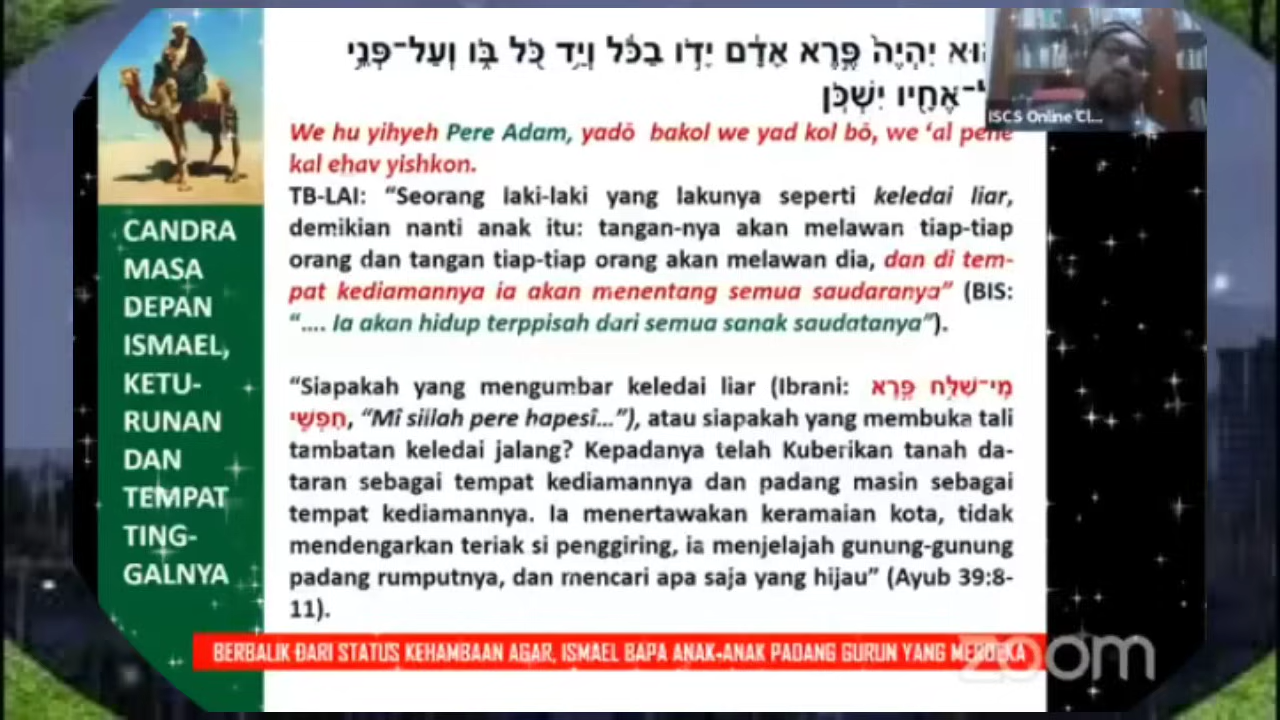 CANDRA
MASA
DEPAN
ISMAEL,
KETU-
RUNAN
DAN
TEMPAT
TING-
GALNYA
יִהְיֶה֙ פֶּ֣רֶא אָדָ֔ם יָד֣וֹ בַכֹּ֔ל וְיַ֥ד כֹּ֖ל בּ֑וֹ וְעַל־פְּנֵ֥י
אֶחָ֖יו יִשְׁכֹּֽן
We hu yihyeh Pere Adam, yadō bakol we yad kol bō, we ‘al pene
kal ehav yishkon.
TB-LAI: “Seorang laki-laki yang lakunya seperti keledai liar,
demikian nanti anak itu: tangan-nya akan melawan tiap-tiap
orang dan tangan tiap-tiap orang akan melawan dia, dan di tem-
pat kediamannya ia akan menentang semua saudaranya” (BIS:
“.... Ia akan hidup terppisah dari semua sanak saudatanya”).
“Siapakah yang mengumbar keledai liar (Ibrani: מִֽי־שִׁלַּ֣ח פֶּ֣רֶא
חׇפְשִׁ֑י, “Mî siilah pere hapesî...”), atau siapakah yang membuka tali
tambatan keledai jalang? Kepadanya telah Kuberikan tanah da-
taran sebagai tempat kediamannya dan padang masin sebagai
tempat kediamannya. Ia menertawakan keramaian kota, tidak
mendengarkan teriak si penggiring, ia menjelajah gunung-gunung
padang rumputnya, dan mencari apa saja yang hijau” (Ayub 39:8-
11).
ISCS Online Cl...
BERBALIK DARI STATUS KEHAMBAAN AGAR, ISMAEL BAPA ANAK-ANAK PADANG GURUN YANG MERDEKA
zoom